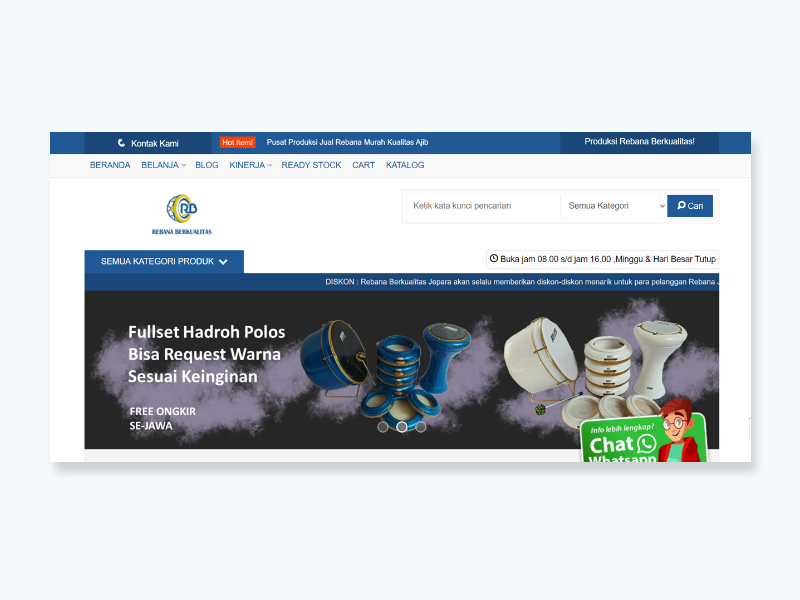 Kontak Kami
Hot Item!
Pusat Produksi Jual Rebana Murah Kualitas Ajib
Produksi Rebana Berkualitas!
BERANDA BELANJA BLOG KINERJA READY STOCK CART KATALOG
RB
REBANA BERKUALITAS
Ketik kata kunci pencarian
Semua Kategori
Cari
SEMUA KATEGORI PRODUK
Buka jam 08.00 s/d jam 16.00 ,Minggu & Hari Besar Tutup
DISKON : Rebana Berkualitas Jepara akan selalu memberikan diskon-diskon menarik untuk para pelanggan Rebana
Fullset Hadroh Polos
Bisa Request Warna
Sesuai Keinginan
FREE ONGKIR
SE-JAWA
Info lebih lengkap?
Chat
Whatsapp